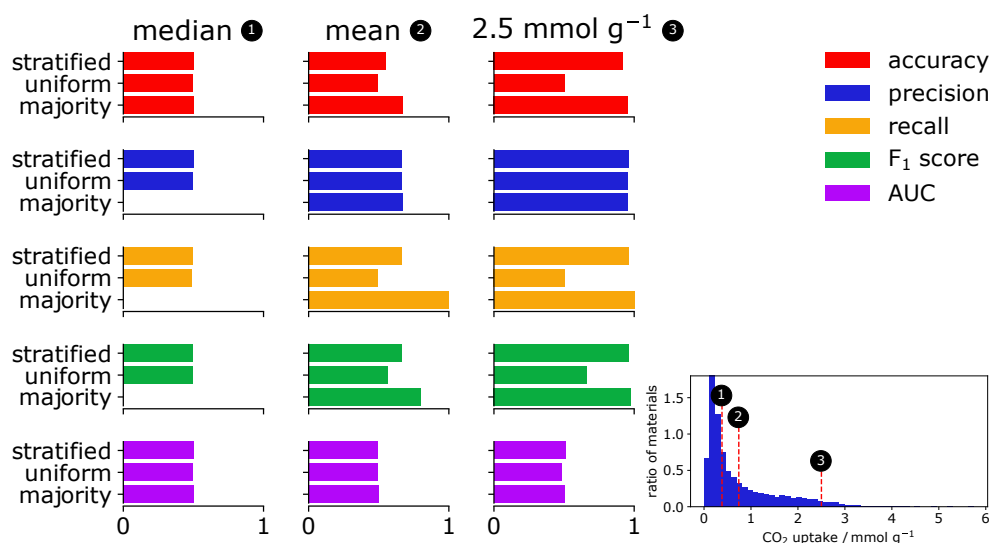 median 1 mean 2 2.5 mmol g⁻¹ 3
stratified
uniform
majority
0 1 0 1 0 1
accuracy
precision
recall
F₁ score
AUC
stratified
uniform
majority
stratified
uniform
majority
stratified
uniform
majority
stratified
uniform
majority
ratio of materials
1.5
1.0
0.5
0.0
1
2
3
0 1 2 3 4 5 6
CO₂ uptake / mmol g⁻¹